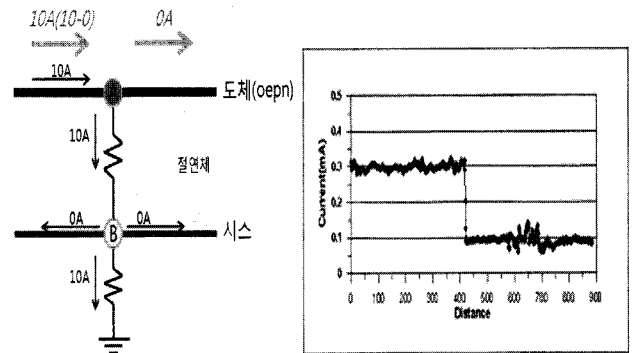 10A(10-0) 0A
10A
도체(oepn)
10A
절연체
0A 0A
B
시스
10A
Current(mA)
0.5
0.4
0.3
0.2
0.1
0
0 100 200 300 400 500 600 700 800 900
Distance